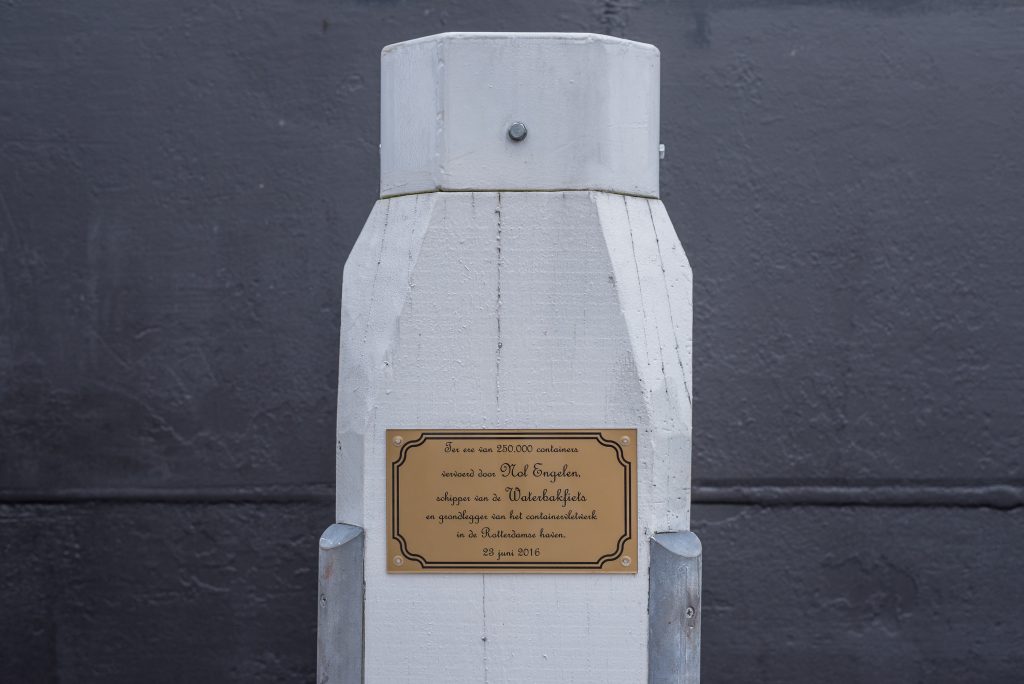 Ter ere van 250.000 containers
vervoerd door Nol Engelen,
schipper van de Waterbakfiets
en grondlegger van het containervletwerk
in de Rotterdamse haven.
23 juni 2016